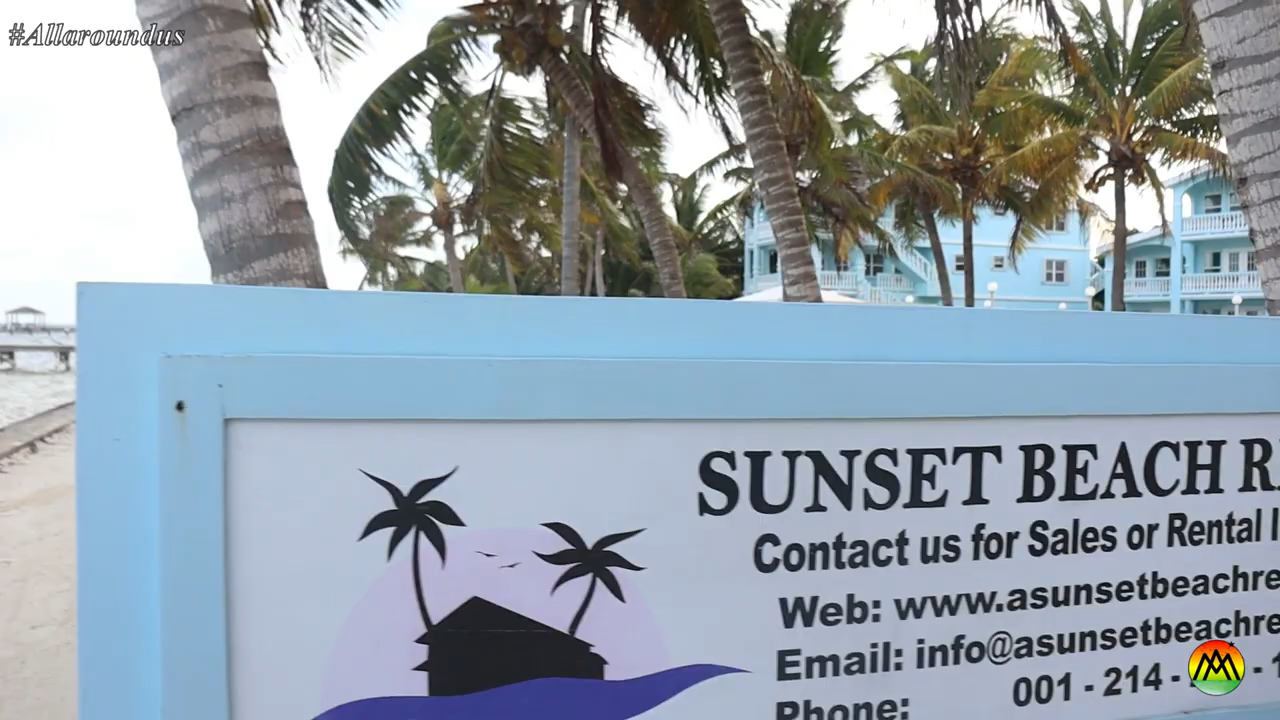 #Allaroundus
SUNSET BEACH R
Contact us for Sales or Rental I
Web: www.asunsetbeachre
Email: info@asunsetbeachre
Phone: 001 - 214 -